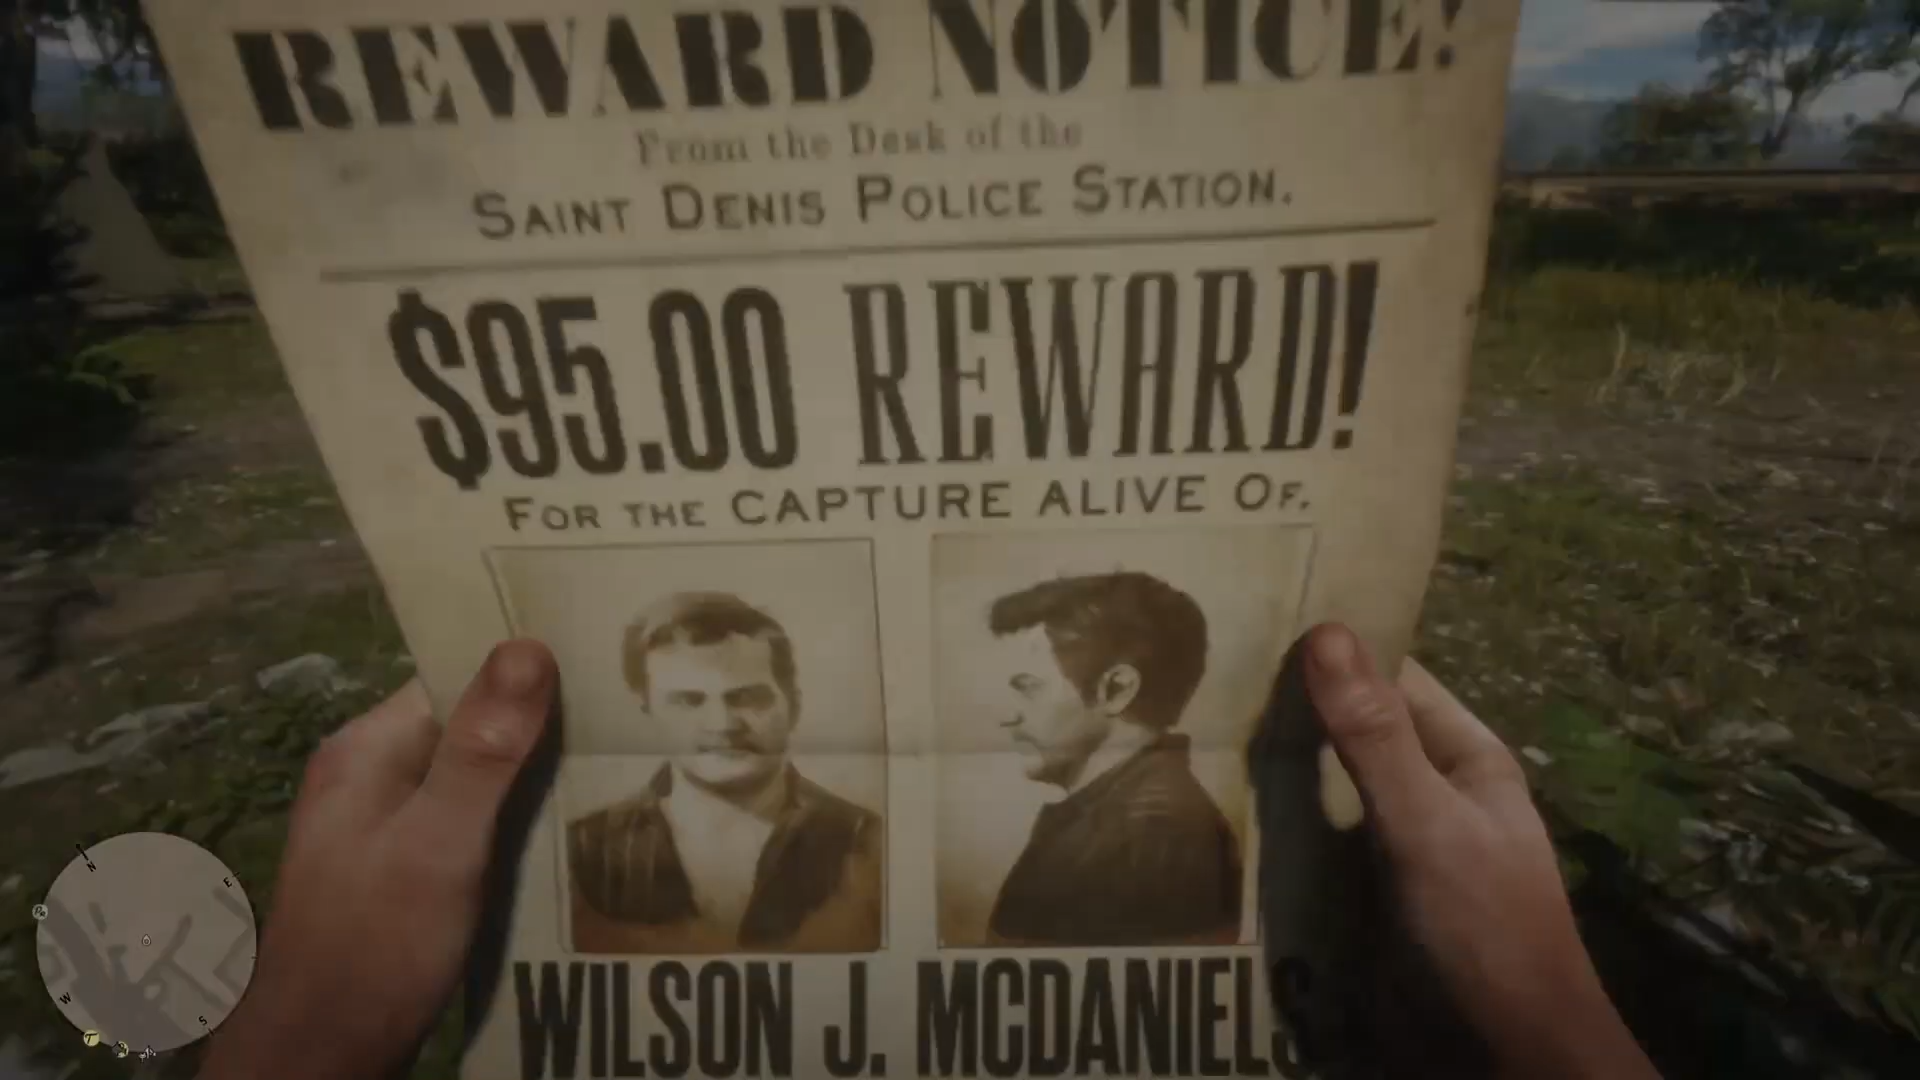 REWARD NOTICE!
From the Desk of the
SAINT DENIS POLICE STATION.
$95.00 REWARD!
FOR THE CAPTURE ALIVE OF.
WILSON J. MCDANIELS
N
E
W
S